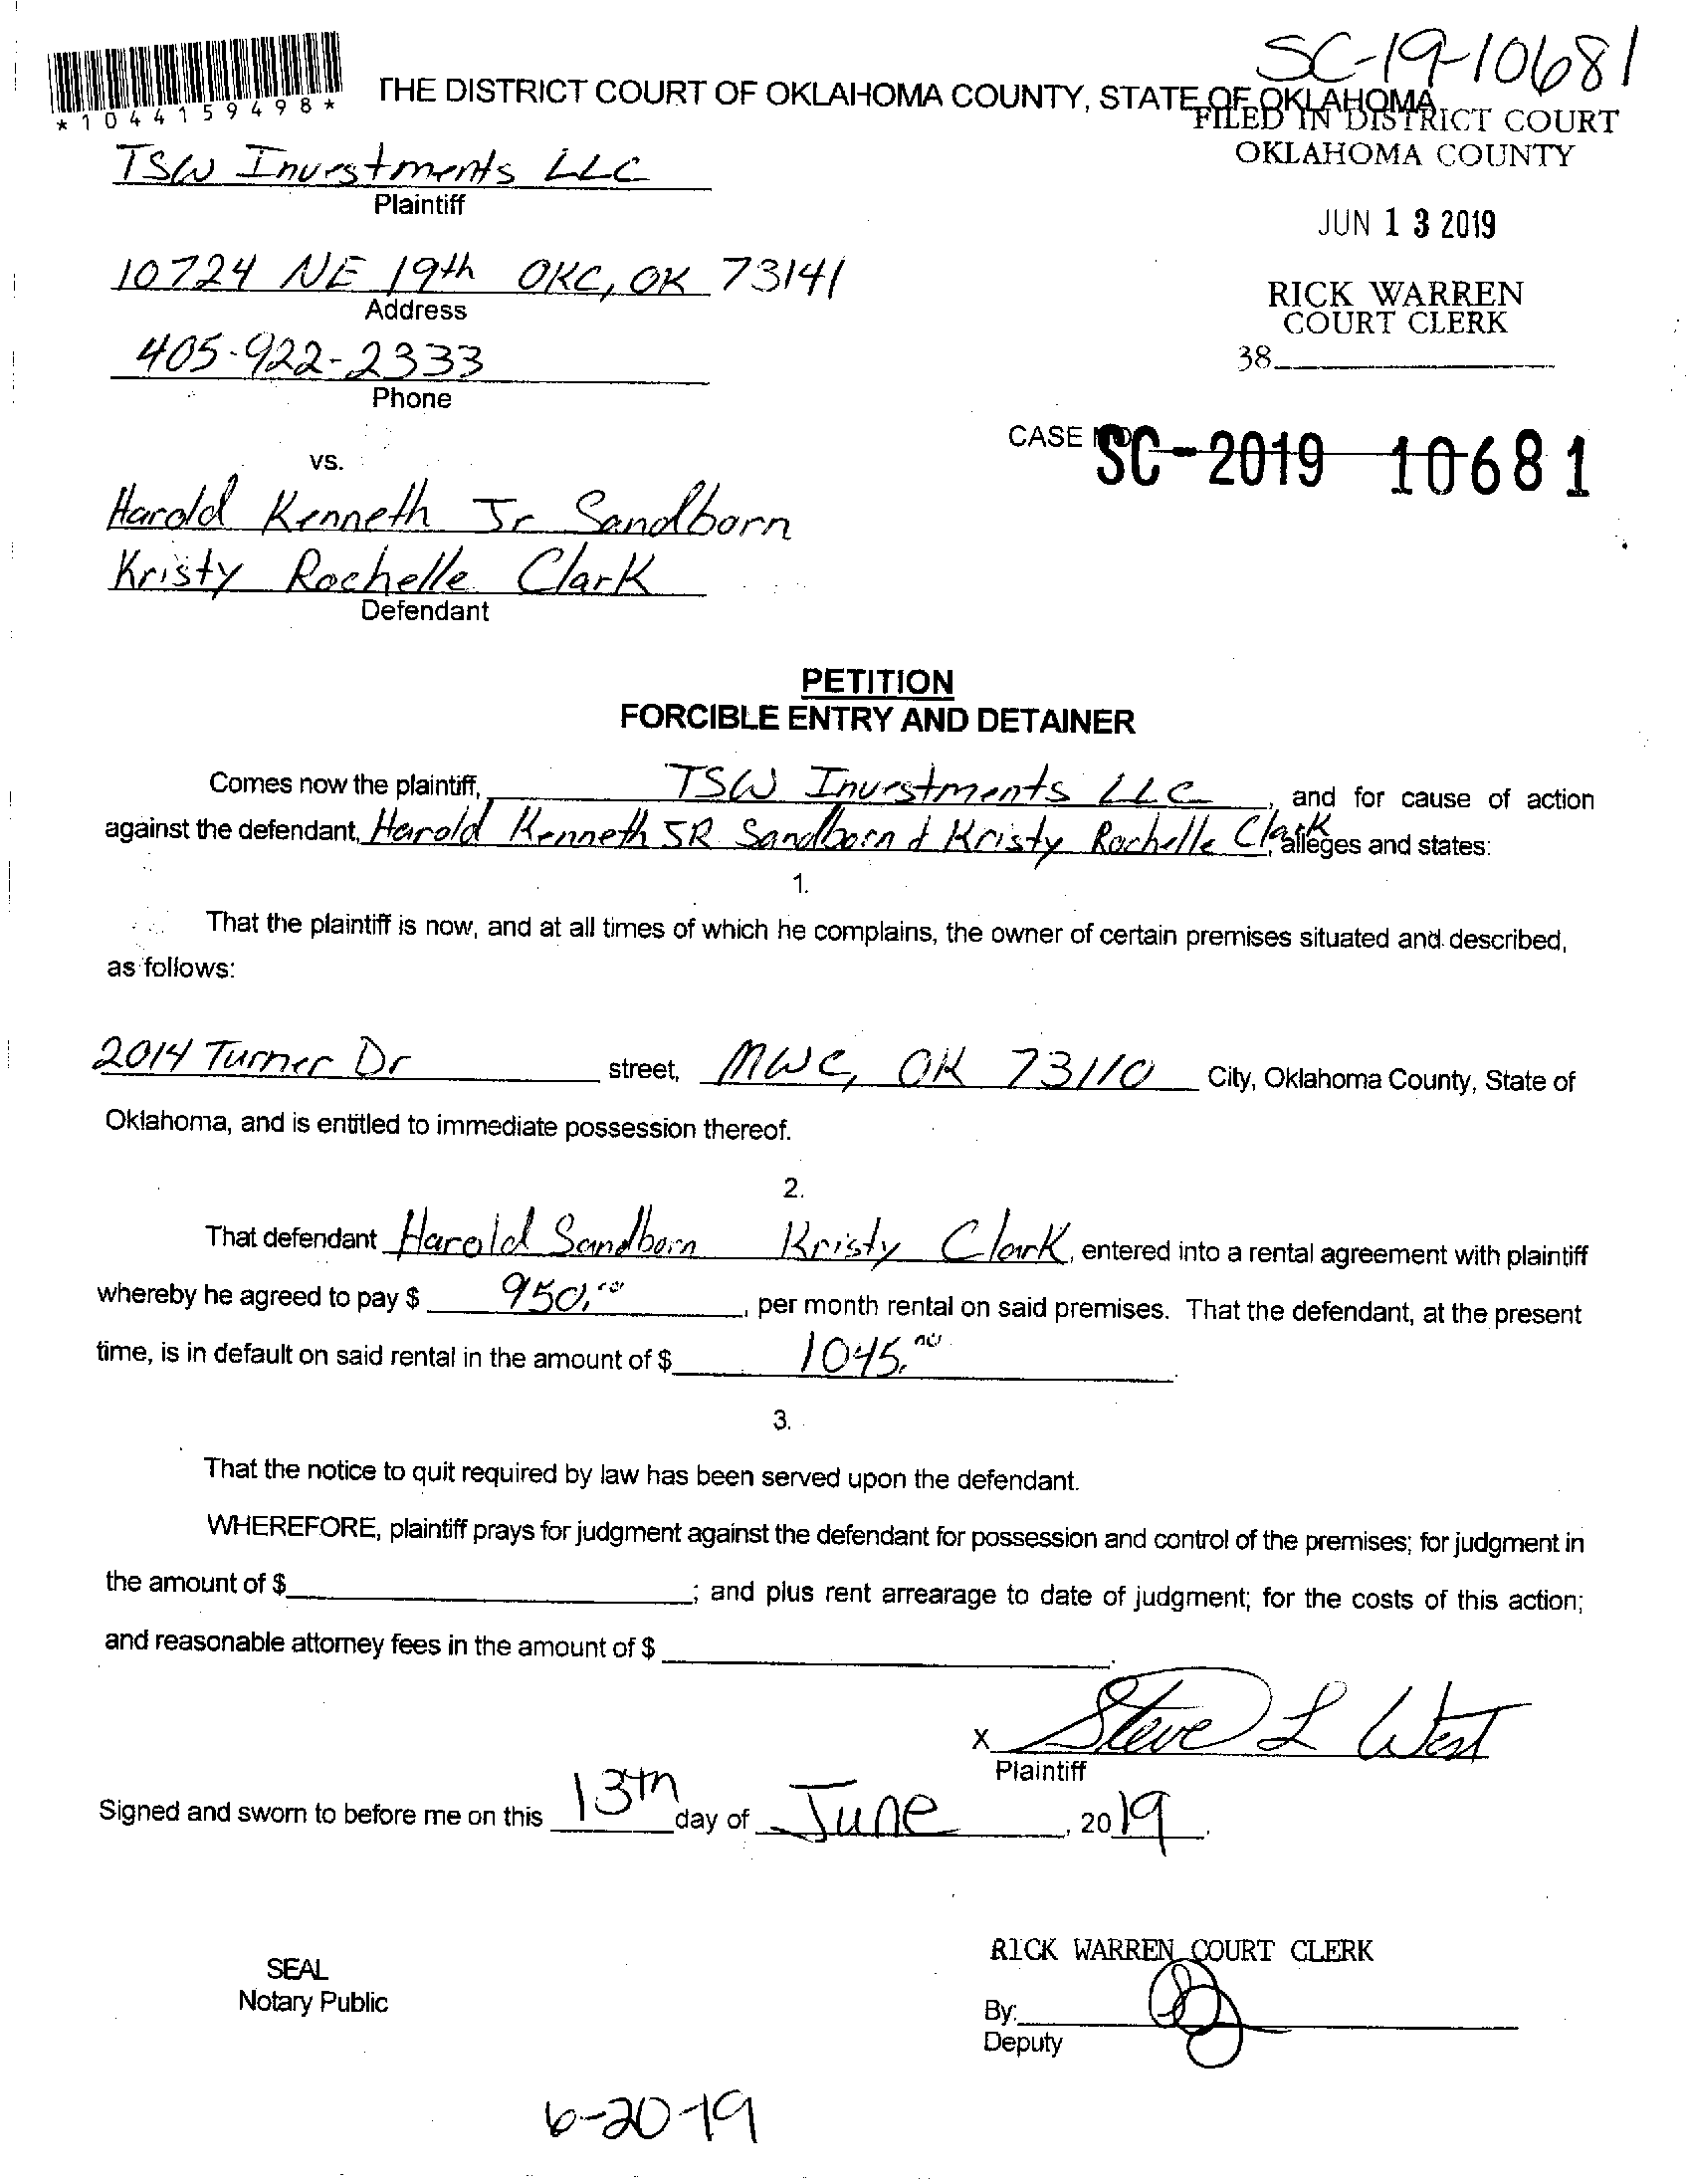 SC-19-10681
*1044159498*
THE DISTRICT COURT OF OKLAHOMA COUNTY, STATE OF OKLAHOMA
FILED IN DISTRICT COURT
OKLAHOMA COUNTY
TSW Investments LLC
Plaintiff
JUN 13 2019
10724 NE 19th OKC, OK 73141
Address
RICK WARREN
COURT CLERK
405-922-2333
Phone
38
CASE NO. SC-2019 10681
vs.
Harold Kenneth Jr Sandborn
Kristy Rochelle Clark
Defendant
PETITION
FORCIBLE ENTRY AND DETAINER
Comes now the plaintiff, TSW Investments LLC, and for cause of action
against the defendant, Harold Kenneth JR Sandborn & Kristy Rochelle Clark, alleges and states:
1.
That the plaintiff is now, and at all times of which he complains, the owner of certain premises situated and described,
as follows:
2014 Turner Dr street, MWC, OK 73110 City, Oklahoma County, State of
Oklahoma, and is entitled to immediate possession thereof.
2.
That defendant Harold Sandborn Kristy Clark, entered into a rental agreement with plaintiff
whereby he agreed to pay $ 950.00, per month rental on said premises. That the defendant, at the present
time, is in default on said rental in the amount of $ 1045.00.
3.
That the notice to quit required by law has been served upon the defendant.
WHEREFORE, plaintiff prays for judgment against the defendant for possession and control of the premises; for judgment in
the amount of $ ; and plus rent arrearage to date of judgment; for the costs of this action;
and reasonable attorney fees in the amount of $ .
x Steve L West
Plaintiff
Signed and sworn to before me on this 13th day of June, 2019.
RICK WARREN COURT CLERK
SEAL
Notary Public
By:
Deputy
6-20-19